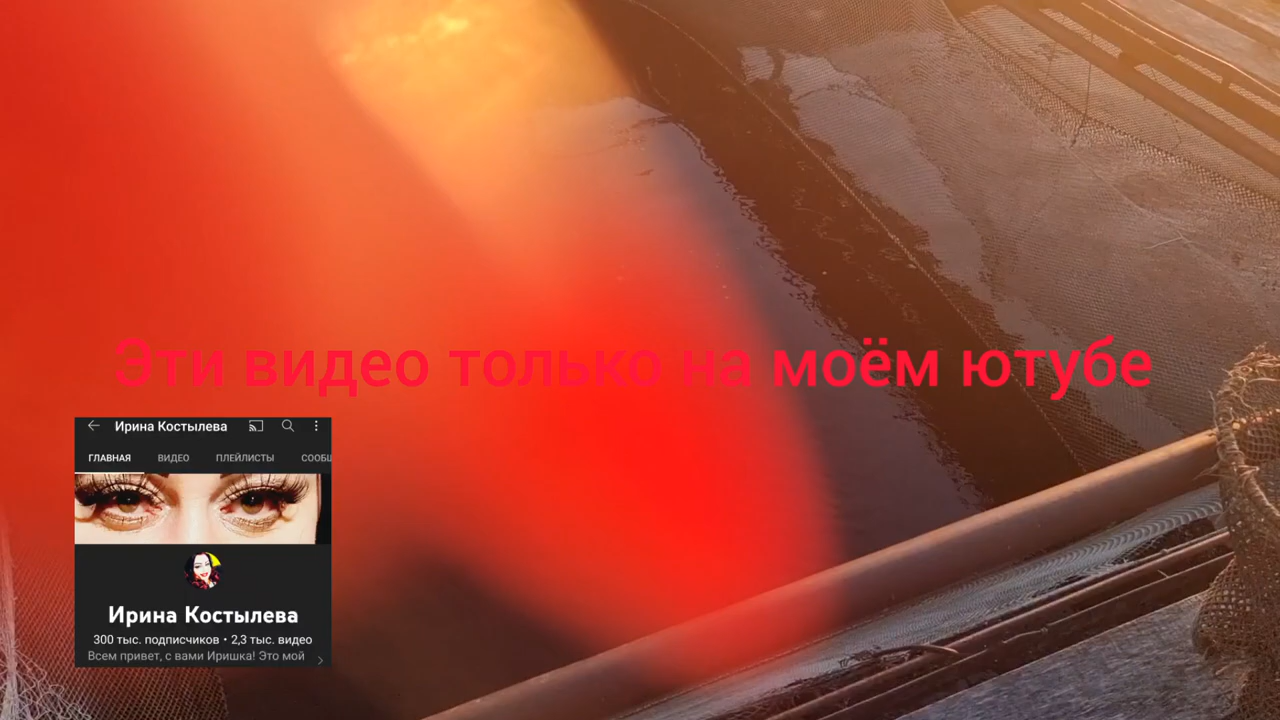 Эти видео только на моём ютубе
Ирина Костылева
ГЛАВНАЯ ВИДЕО ПЛЕЙЛИСТЫ СООБЩ
Ирина Костылева
300 тыс. подписчиков • 2,3 тыс. видео
Всем привет, с вами Иришка! Это мой